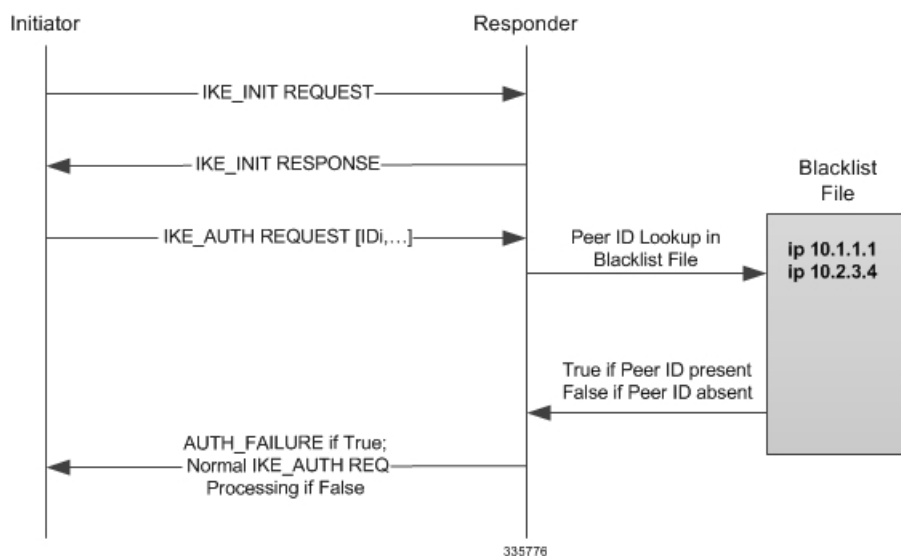 Initiator
Responder
IKE_INIT REQUEST
IKE_INIT RESPONSE
Blacklist
File
IKE_AUTH REQUEST [IDi,...]
Peer ID Lookup in
Blacklist File
ip 10.1.1.1
ip 10.2.3.4
True if Peer ID present
False if Peer ID absent
AUTH_FAILURE if True;
Normal IKE_AUTH REQ
Processing if False
335776